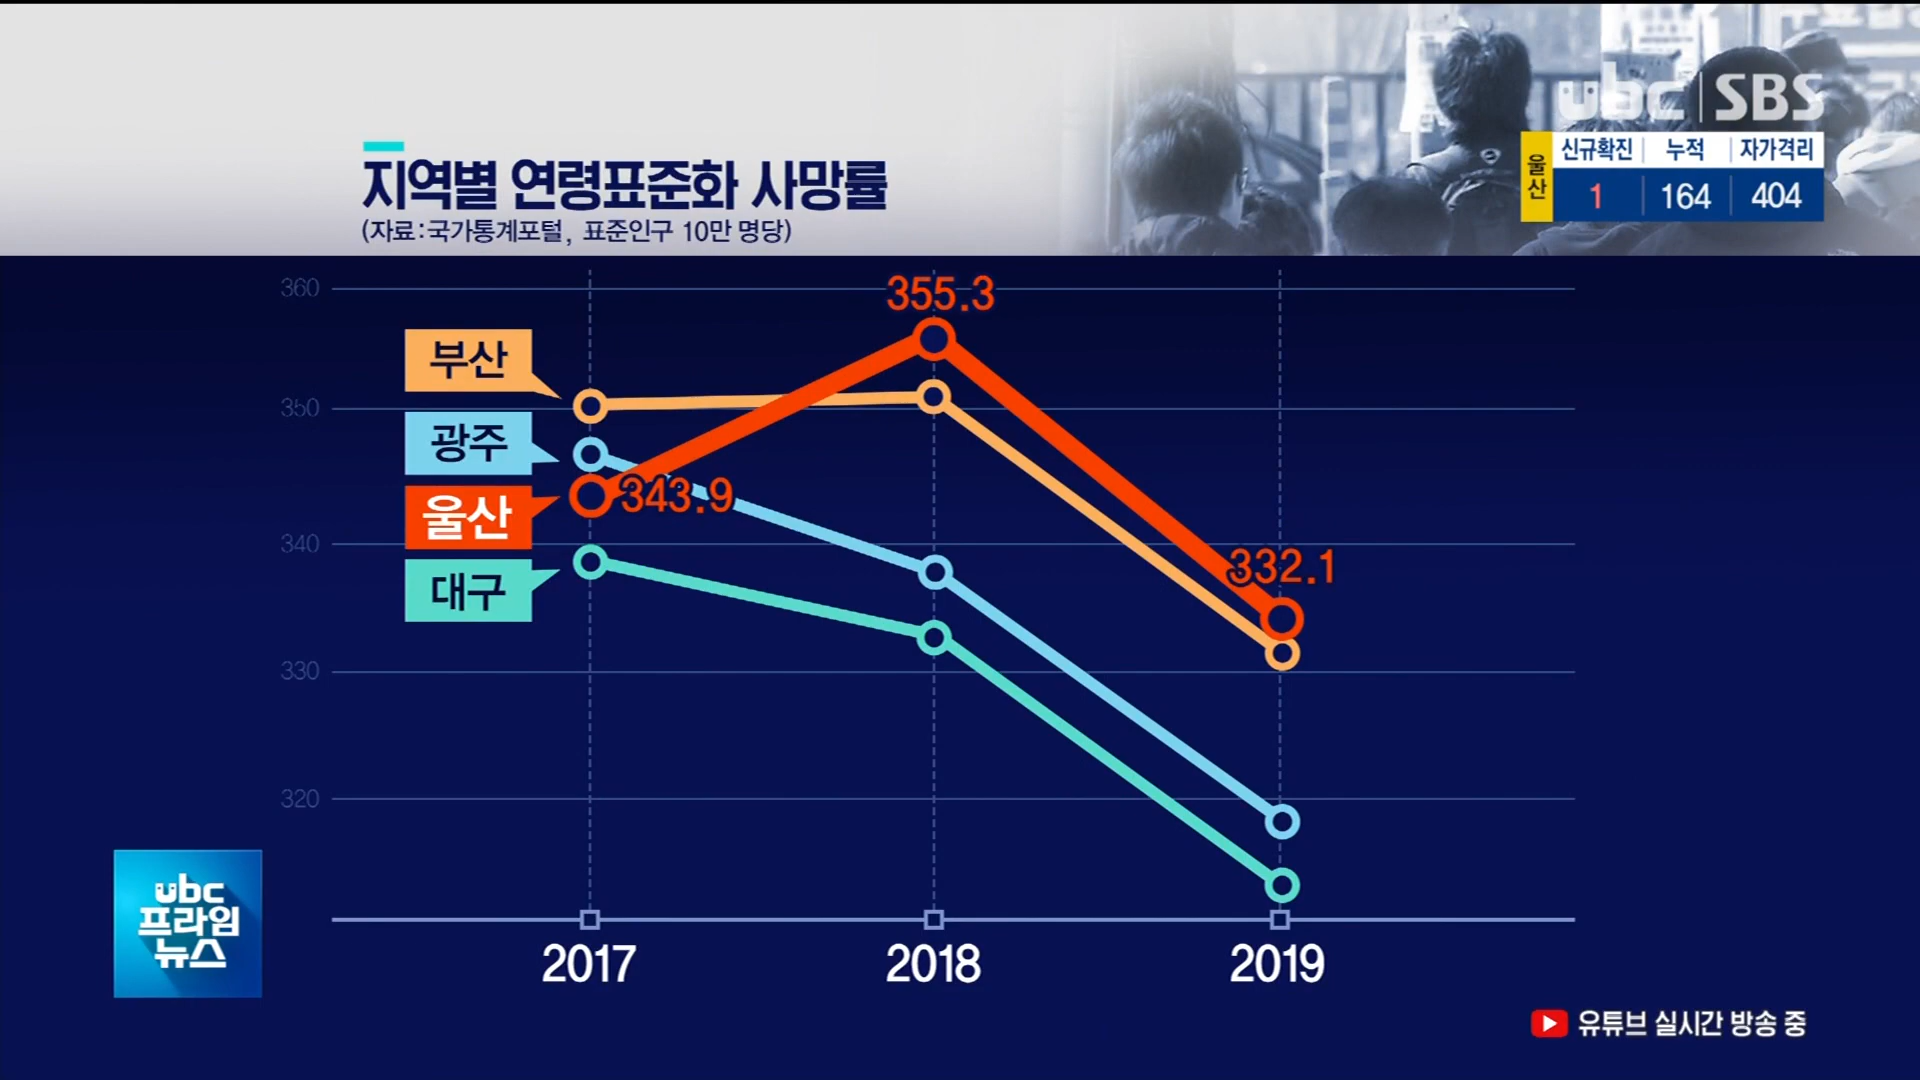 ubc SBS
울산
신규확진 누적 자가격리
1 164 404
지역별 연령표준화 사망률
(자료:국가통계포털, 표준인구 10만 명당)
360
355.3
부산
350
광주
울산
343.9
340
332.1
대구
330
320
ubc
프라임
뉴스
2017 2018 2019
유튜브 실시간 방송 중